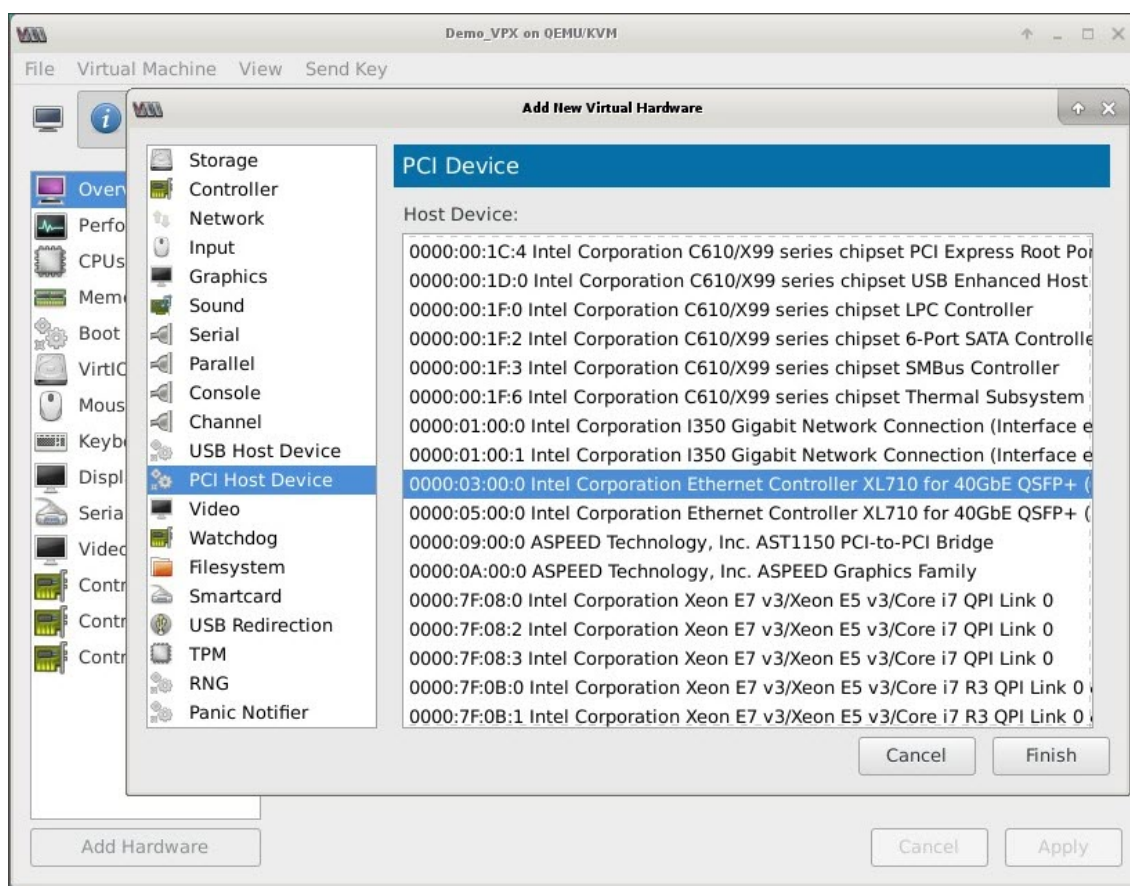 Demo_VPX on QEMU/KVM
File Virtual Machine View Send Key
Add New Virtual Hardware
Overv
Perfo
CPUs
Mem
Boot
VirtIO
Mous
Keyb
Displ
Seria
Video
Contr
Contr
Contr
Storage
Controller
Network
Input
Graphics
Sound
Serial
Parallel
Console
Channel
USB Host Device
PCI Host Device
Video
Watchdog
Filesystem
Smartcard
USB Redirection
TPM
RNG
Panic Notifier
PCI Device
Host Device:
0000:00:1C:4 Intel Corporation C610/X99 series chipset PCI Express Root Por
0000:00:1D:0 Intel Corporation C610/X99 series chipset USB Enhanced Host
0000:00:1F:0 Intel Corporation C610/X99 series chipset LPC Controller
0000:00:1F:2 Intel Corporation C610/X99 series chipset 6-Port SATA Controlle
0000:00:1F:3 Intel Corporation C610/X99 series chipset SMBus Controller
0000:00:1F:6 Intel Corporation C610/X99 series chipset Thermal Subsystem
0000:01:00:0 Intel Corporation I350 Gigabit Network Connection (Interface e
0000:01:00:1 Intel Corporation I350 Gigabit Network Connection (Interface e
0000:03:00:0 Intel Corporation Ethernet Controller XL710 for 40GbE QSFP+ (
0000:05:00:0 Intel Corporation Ethernet Controller XL710 for 40GbE QSFP+ (
0000:09:00:0 ASPEED Technology, Inc. AST1150 PCI-to-PCI Bridge
0000:0A:00:0 ASPEED Technology, Inc. ASPEED Graphics Family
0000:7F:08:0 Intel Corporation Xeon E7 v3/Xeon E5 v3/Core i7 QPI Link 0
0000:7F:08:2 Intel Corporation Xeon E7 v3/Xeon E5 v3/Core i7 QPI Link 0
0000:7F:08:3 Intel Corporation Xeon E7 v3/Xeon E5 v3/Core i7 QPI Link 0
0000:7F:0B:0 Intel Corporation Xeon E7 v3/Xeon E5 v3/Core i7 R3 QPI Link 0
0000:7F:0B:1 Intel Corporation Xeon E7 v3/Xeon E5 v3/Core i7 R3 QPI Link 0
Cancel Finish
Add Hardware Cancel Apply